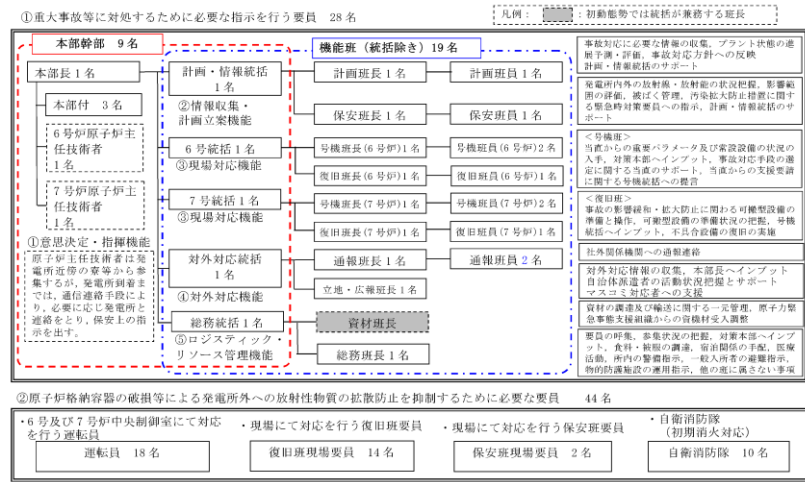 ①重大事故等に対処するために必要な指示を行う要員 28名
凡例：　：初動態勢では統括が兼務する班長
本部幹部 9名
機能班（統括除き）19名
本部長１名
本部付 3名
6号炉原子炉主
任技術者
1名
7号炉原子炉主
任技術者
1名
①意思決定・指揮機能
原子炉主任技術者は発
電所近傍の寮等から参
集するが，発電所到着ま
では，通信連絡手段によ
り，必要に応じ発電所と
連絡をとり，保安上の指
示を出す。
計画・情報統括
1名
②情報収集・
計画立案機能
6号統括１名
③現場対応機能
7号統括１名
③現場対応機能
対外対応統括
1名
④対外対応機能
総務統括１名
⑤ロジスティック・
リソース管理機能
計画班長１名
計画班員１名
保安班長１名
保安班員１名
号機班長(6号炉)1名
号機班員(6号炉)2名
復旧班長(6号炉)1名
復旧班員(6号炉)1名
号機班長(7号炉)1名
号機班員(7号炉)2名
復旧班長(7号炉)1名
復旧班員(7号炉)1名
通報班長１名
通報班員２名
立地・広報班長１名
資材班長
総務班長１名
事故対応に必要な情報の収集，プラント状態の進
展予測・評価，事故対応方針への反映
計画・情報統括のサポート
発電所内外の放射線・放射能の状況把握，影響範
囲の評価，被ばく管理，汚染拡大防止措置に関す
る緊急時対策要員への指示，計画・情報統括のサ
ポート
＜号機班＞
当直からの重要パラメータ及び常設設備の状況の
入手，対策本部へインプット，事故対応手段の選
定に関する当直のサポート，当直からの支援要請
に関する号機統括への提言
＜復旧班＞
事故の影響緩和・拡大防止に関わる可搬型設備の
準備と操作，可搬型設備の準備状況の把握，号機
統括へインプット，不具合設備の復旧の実施
社外関係機関への通報連絡
対外対応情報の収集，本部長へインプット
自治体派遣者の活動状況把握とサポート
マスコミ対応者への支援
資材の調達及び輸送に関する一元管理，原子力緊
急事態支援組織からの資機材受入調整
要員の呼集，参集状況の把握，対策本部へインプ
ット，食料・被服の調達，宿泊関係の手配，医療
活動，所内の警備指示，一般入所者の避難指示，
物的防護施設の運用指示，他の班に属さない事項
②原子炉格納容器の破損等による発電所外への放射性物質の拡散防止を抑制するために必要な要員 44名
・6号及び7号炉中央制御室にて対応
を行う運転員
運転員 18名
・現場にて対応を行う復旧班要員
復旧班現場要員 14名
・現場にて対応を行う保安班要員
保安班現場要員 2名
・自衛消防隊
（初期消火対応）
自衛消防隊 10名